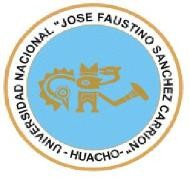 UNIVERSIDAD NACIONAL "JOSE FAUSTINO SANCHEZ CARRION"
- HUACHO -